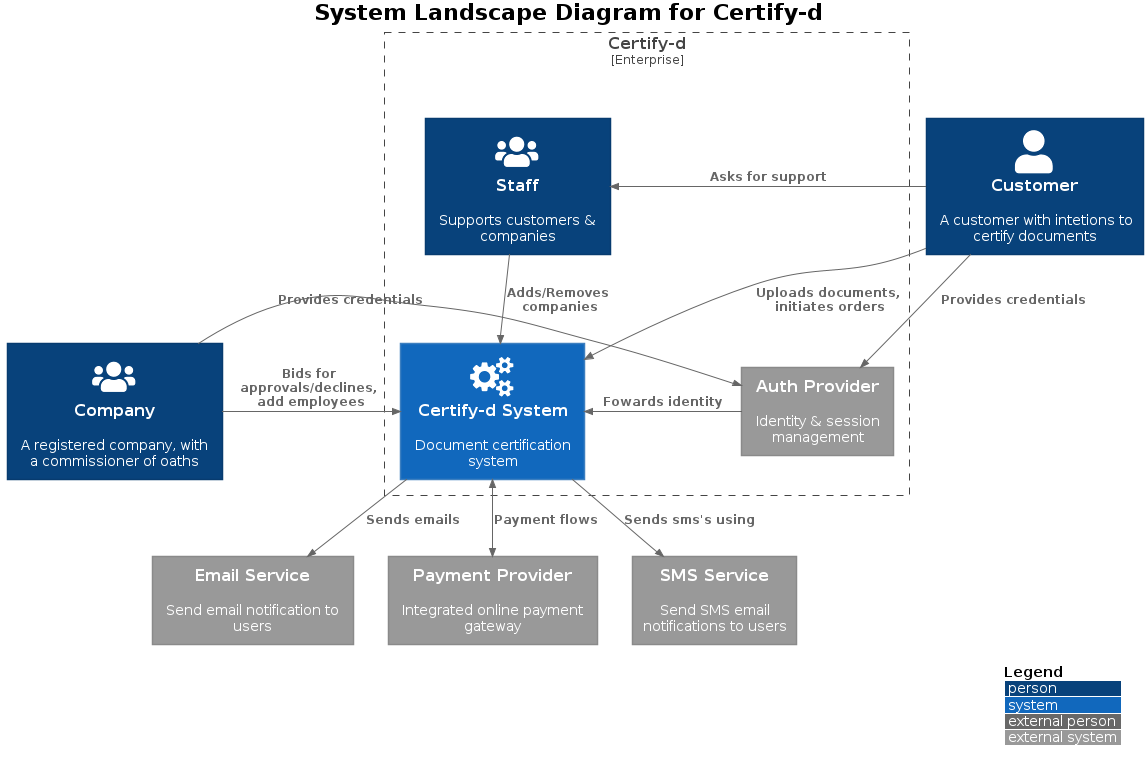 System Landscape Diagram for Certify-d
Certify-d
[Enterprise]
Staff
Supports customers &
companies
Asks for support
Customer
A customer with intetions to
certify documents
Provides credentials
Adds/Removes
companies
Uploads documents,
initiates orders
Provides credentials
Company
A registered company, with
a commissioner of oaths
Bids for
approvals/declines,
add employees
Certify-d System
Document certification
system
Fowards identity
Auth Provider
Identity & session
management
Sends emails
Payment flows
Sends sms's using
Email Service
Send email notification to
users
Payment Provider
Integrated online payment
gateway
SMS Service
Send SMS email
notifications to users
Legend
person
system
external person
external system